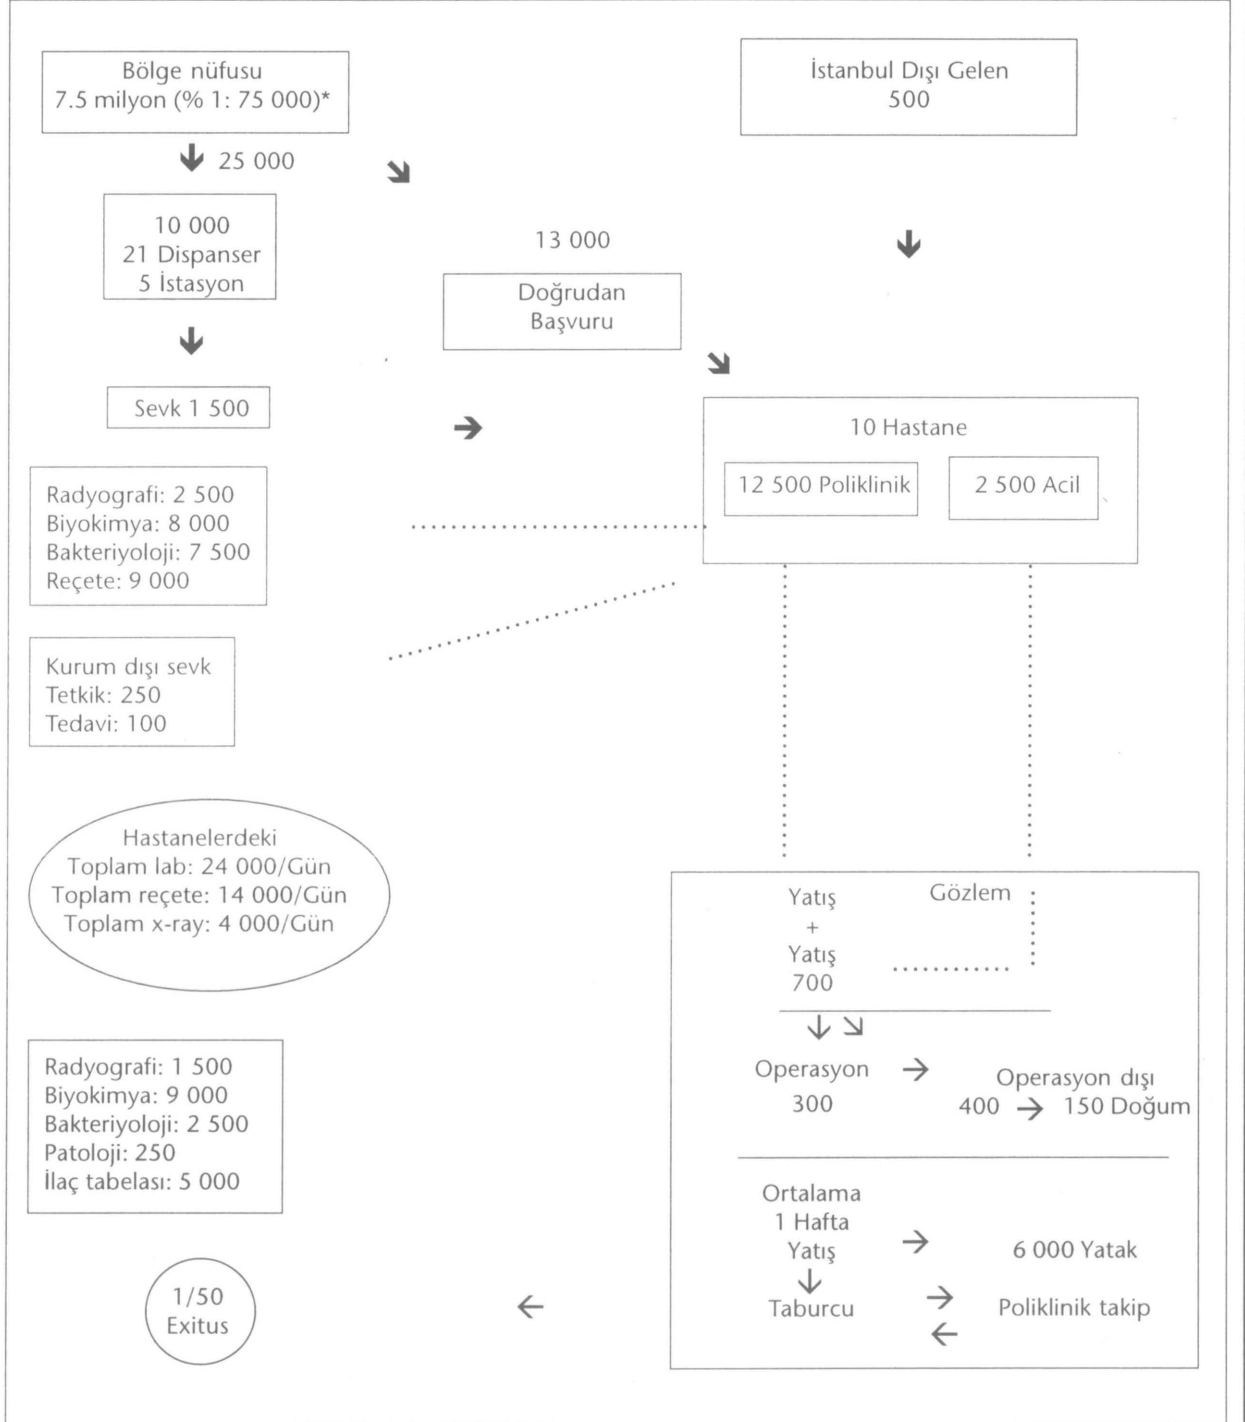 Bölge nüfusu
7.5 milyon (% 1: 75 000)*
İstanbul Dışı Gelen
500
25 000
10 000
21 Dispanser
5 İstasyon
13 000
Doğrudan
Başvuru
Sevk 1 500
10 Hastane
12 500 Poliklinik
2 500 Acil
Radyografi: 2 500
Biyokimya: 8 000
Bakteriyoloji: 7 500
Reçete: 9 000
Kurum dışı sevk
Tetkik: 250
Tedavi: 100
Hastanelerdeki
Toplam lab: 24 000/Gün
Toplam reçete: 14 000/Gün
Toplam x-ray: 4 000/Gün
Yatış
+
Yatış
700
Gözlem
Operasyon
300
Operasyon dışı
400
150 Doğum
Radyografi: 1 500
Biyokimya: 9 000
Bakteriyoloji: 2 500
Patoloji: 250
İlaç tabelası: 5 000
Ortalama
1 Hafta
Yatış
6 000 Yatak
Taburcu
Poliklinik takip
1/50
Exitus